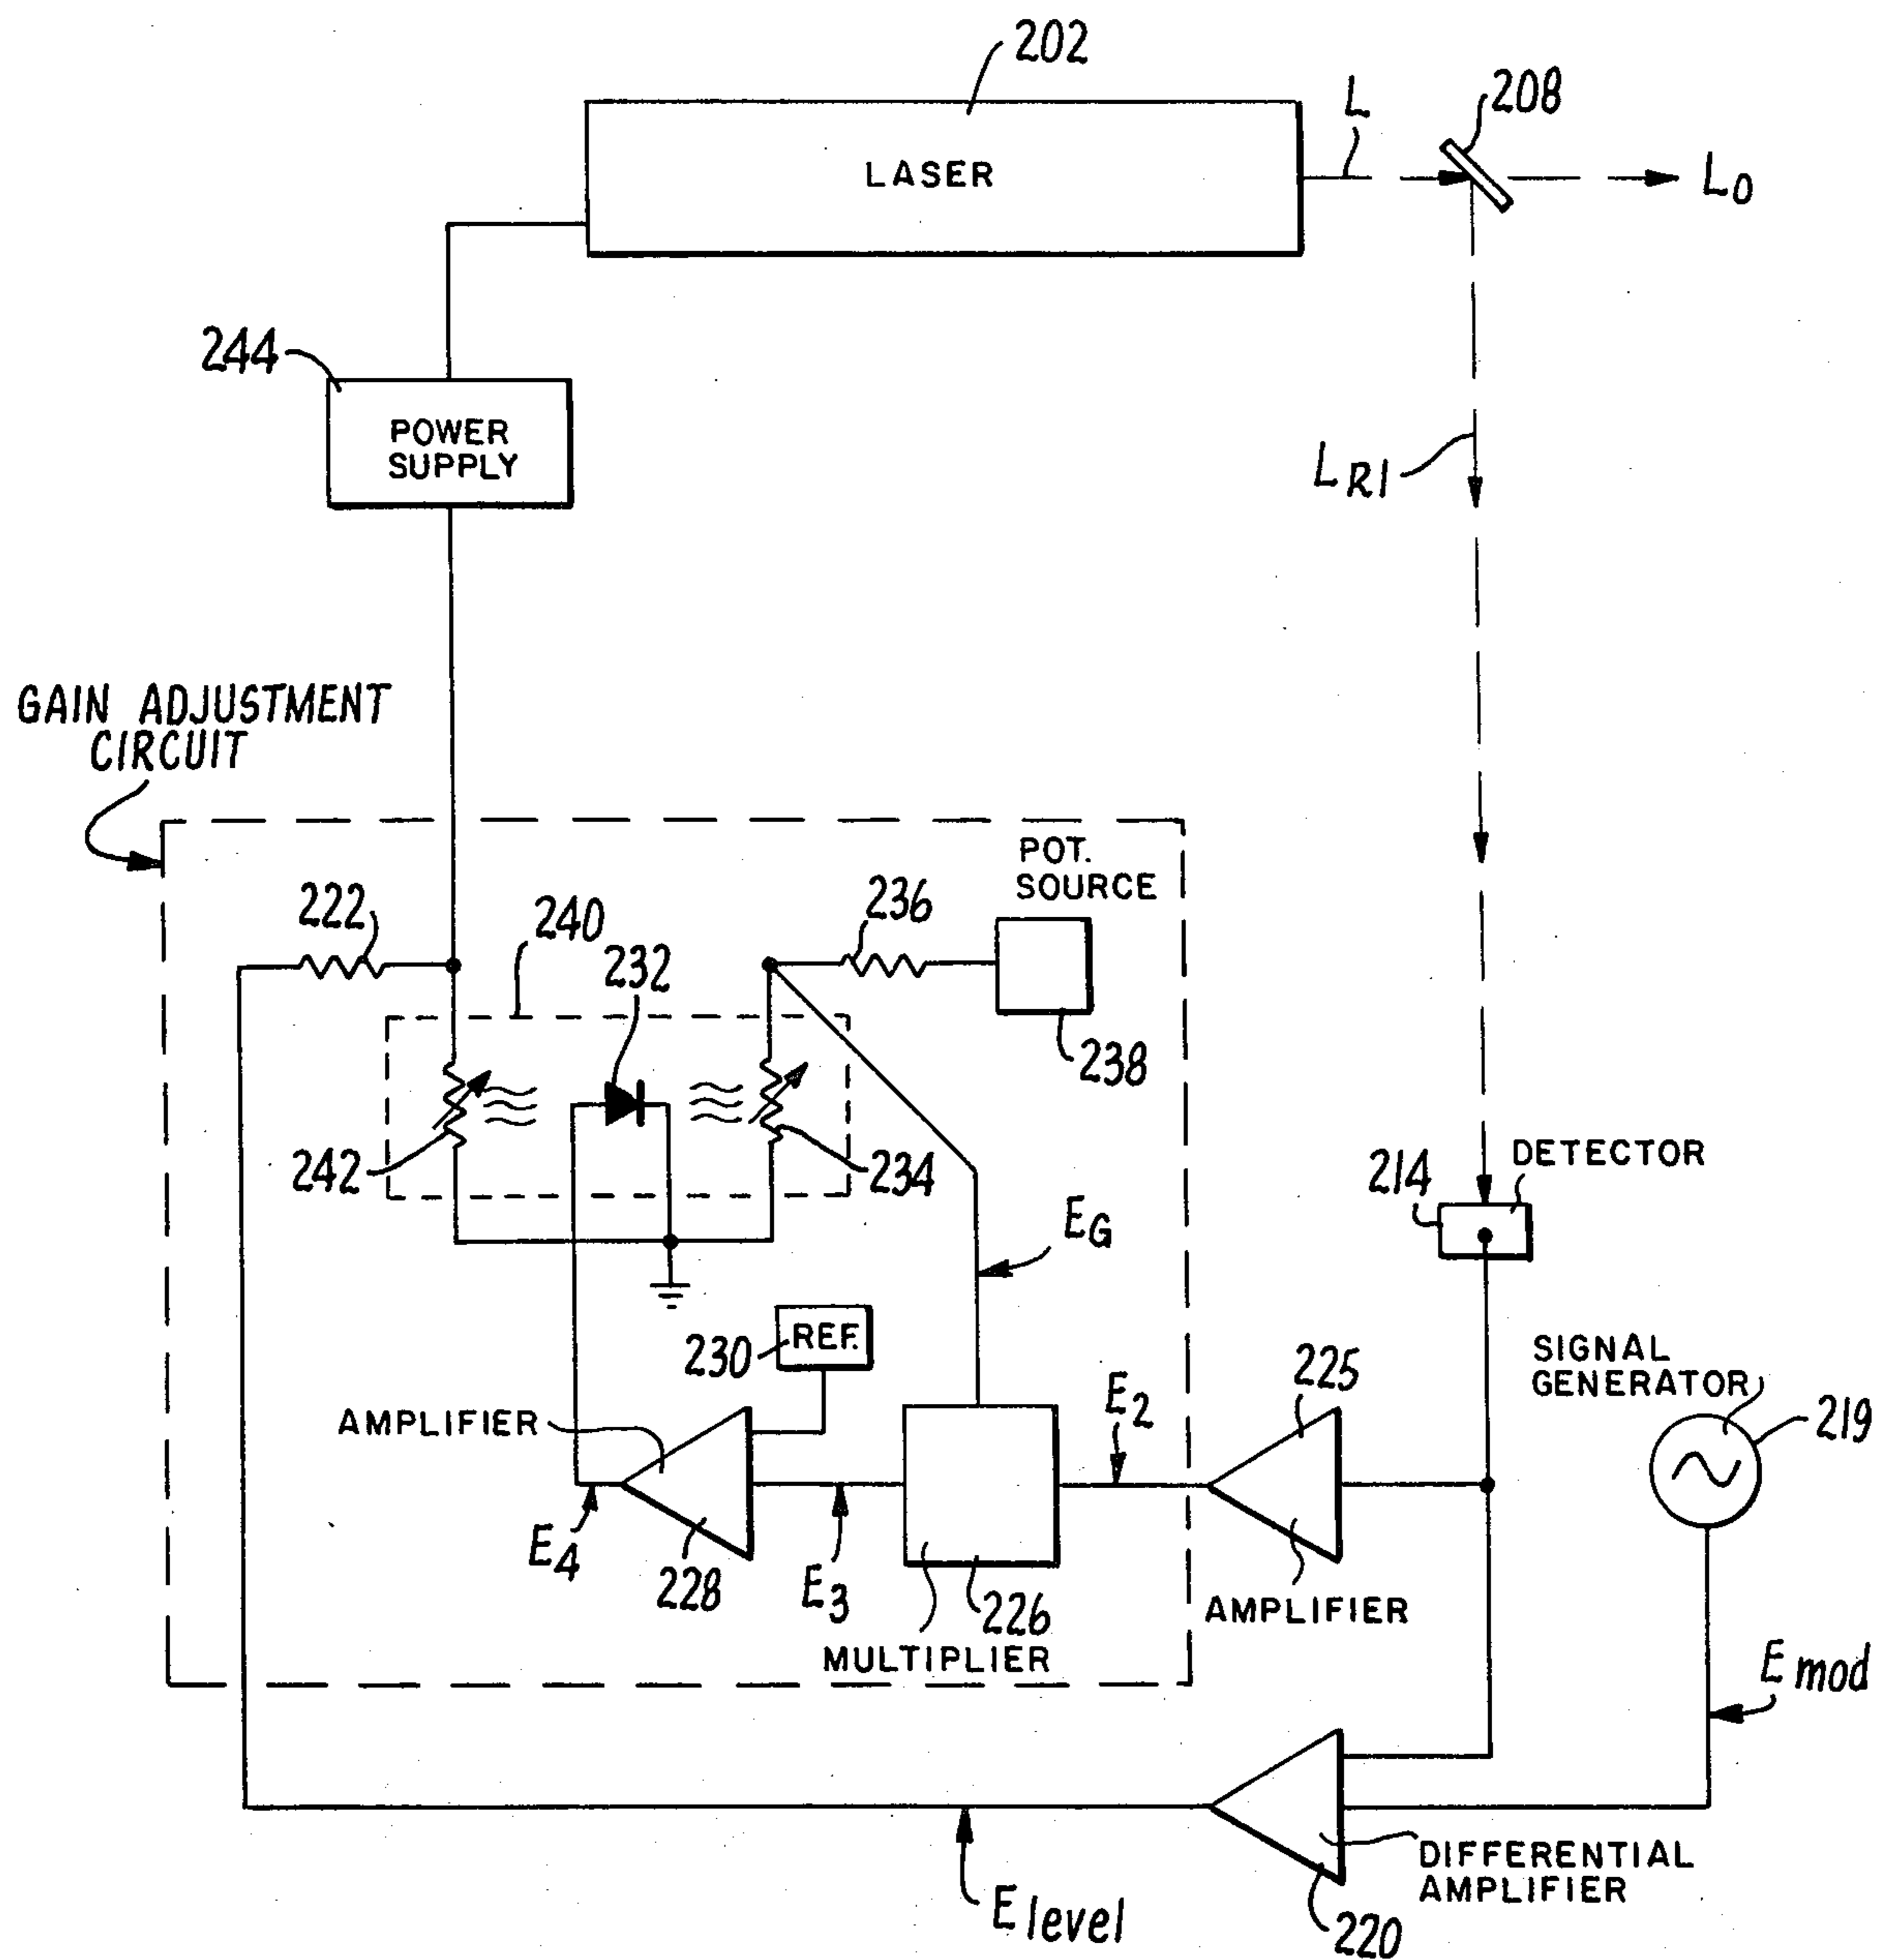 202
LASER
L
208
LO
244
POWER
SUPPLY
LR1
GAIN ADJUSTMENT
CIRCUIT
POT.
SOURCE
222
240
232
236
238
242
234
EG
214
DETECTOR
230
REF.
SIGNAL
GENERATOR
219
225
E2
AMPLIFIER
E4
228
E3
226
MULTIPLIER
AMPLIFIER
Emod
DIFFERENTIAL
AMPLIFIER
220
Elevel